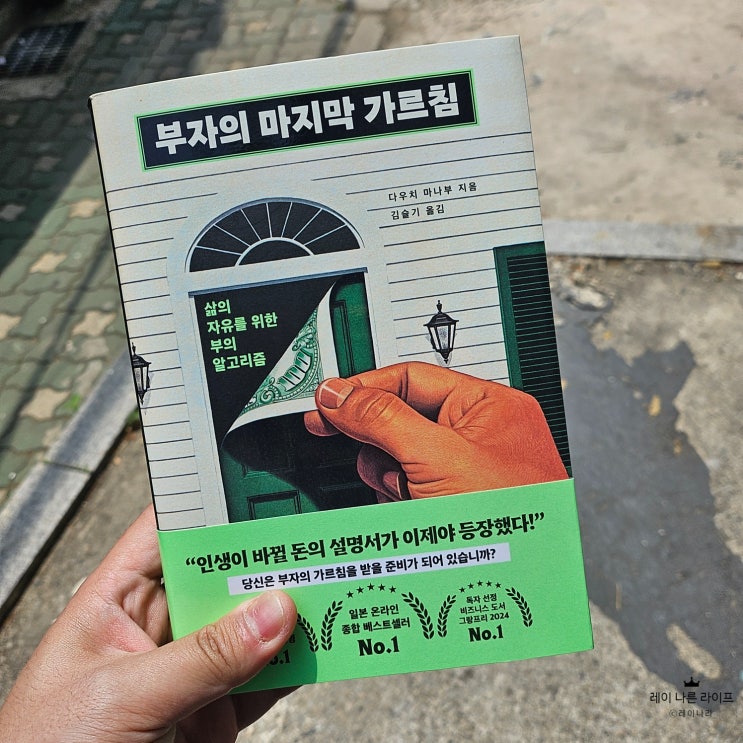 부자의 마지막 가르침
다우치 마나부 지음
김슬기 옮김
삶의
자유를 위한
부의
알고리즘
“인생이 바뀔 돈의 설명서가 이제야 등장했다!”
당신은 부자의 가르침을 받을 준비가 되어 있습니까?
일본 온라인
종합 베스트셀러
No.1
독자 선정
비즈니스 도서
그랑프리 2024
No.1
레이 나른 라이프
©레이나라